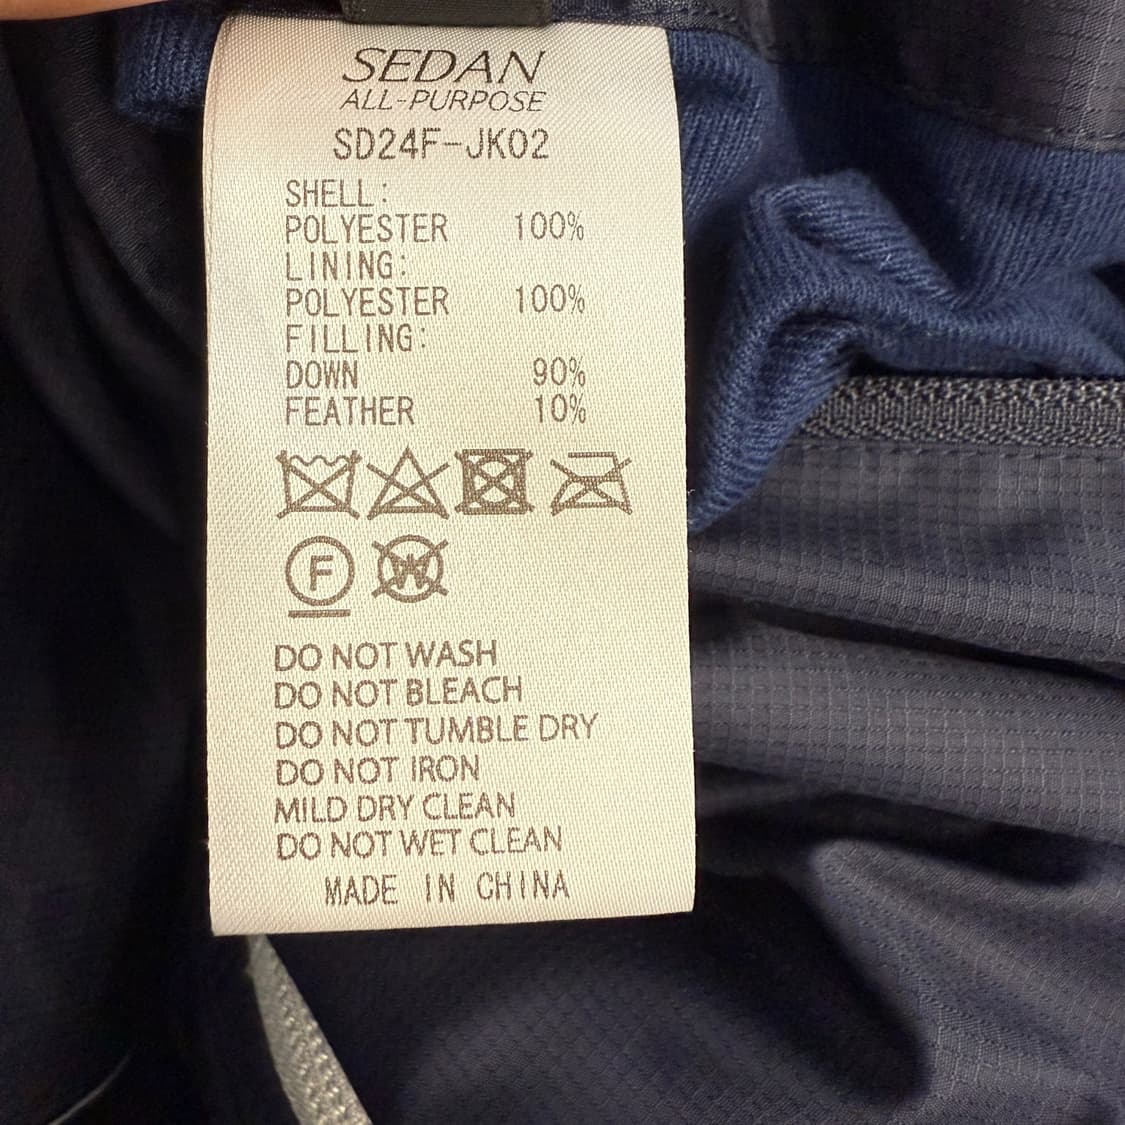 SEDAN
ALL-PURPOSE
SD24F-JK02
SHELL:
POLYESTER 100%
LINING:
POLYESTER 100%
FILLING:
DOWN 90%
FEATHER 10%
F W
DO NOT WASH
DO NOT BLEACH
DO NOT TUMBLE DRY
DO NOT IRON
MILD DRY CLEAN
DO NOT WET CLEAN
MADE IN CHINA